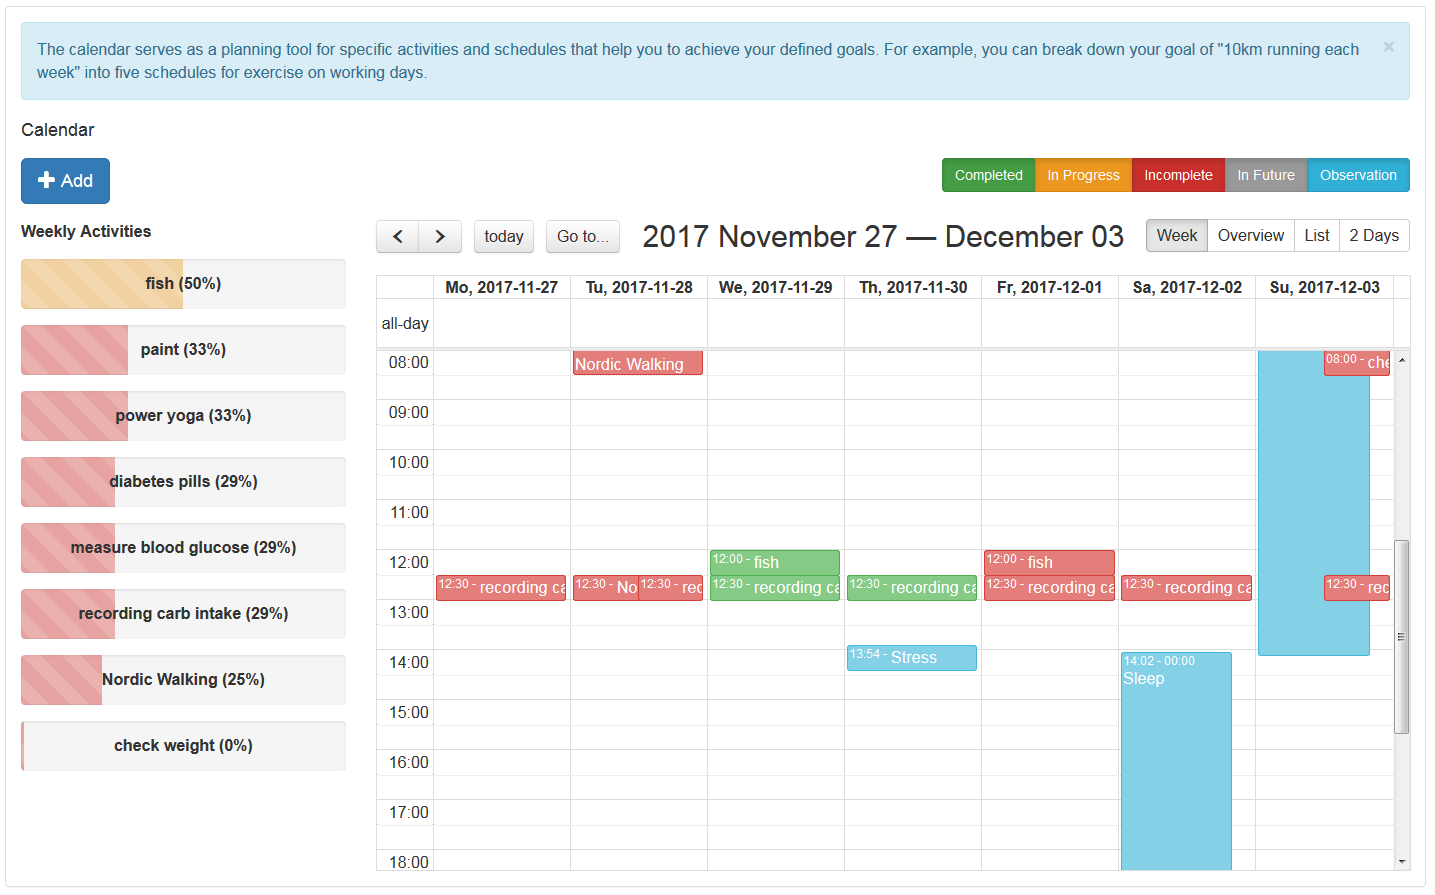 The calendar serves as a planning tool for specific activities and schedules that help you to achieve your defined goals. For example, you can break down your goal of "10km running each
week" into five schedules for exercise on working days.
×
Calendar
Add
Completed In Progress Incomplete In Future Observation
Weekly Activities
fish (50%)
paint (33%)
power yoga (33%)
diabetes pills (29%)
measure blood glucose (29%)
recording carb intake (29%)
Nordic Walking (25%)
check weight (0%)
today Go to... 2017 November 27 — December 03 Week Overview List 2 Days
Mo, 2017-11-27 Tu, 2017-11-28 We, 2017-11-29 Th, 2017-11-30 Fr, 2017-12-01 Sa, 2017-12-02 Su, 2017-12-03
all-day
08:00 Nordic Walking 08:00 - che
09:00
10:00
11:00
12:00 12:00 - fish 12:00 - fish
12:30 - recording ca 12:30 - No 12:30 - rec 12:30 - recording ca 12:30 - recording ca 12:30 - recording ca 12:30 - recording ca 12:30 - rec
13:00
13:54 - Stress
14:00 14:02 - 00:00
Sleep
15:00
16:00
17:00
18:00